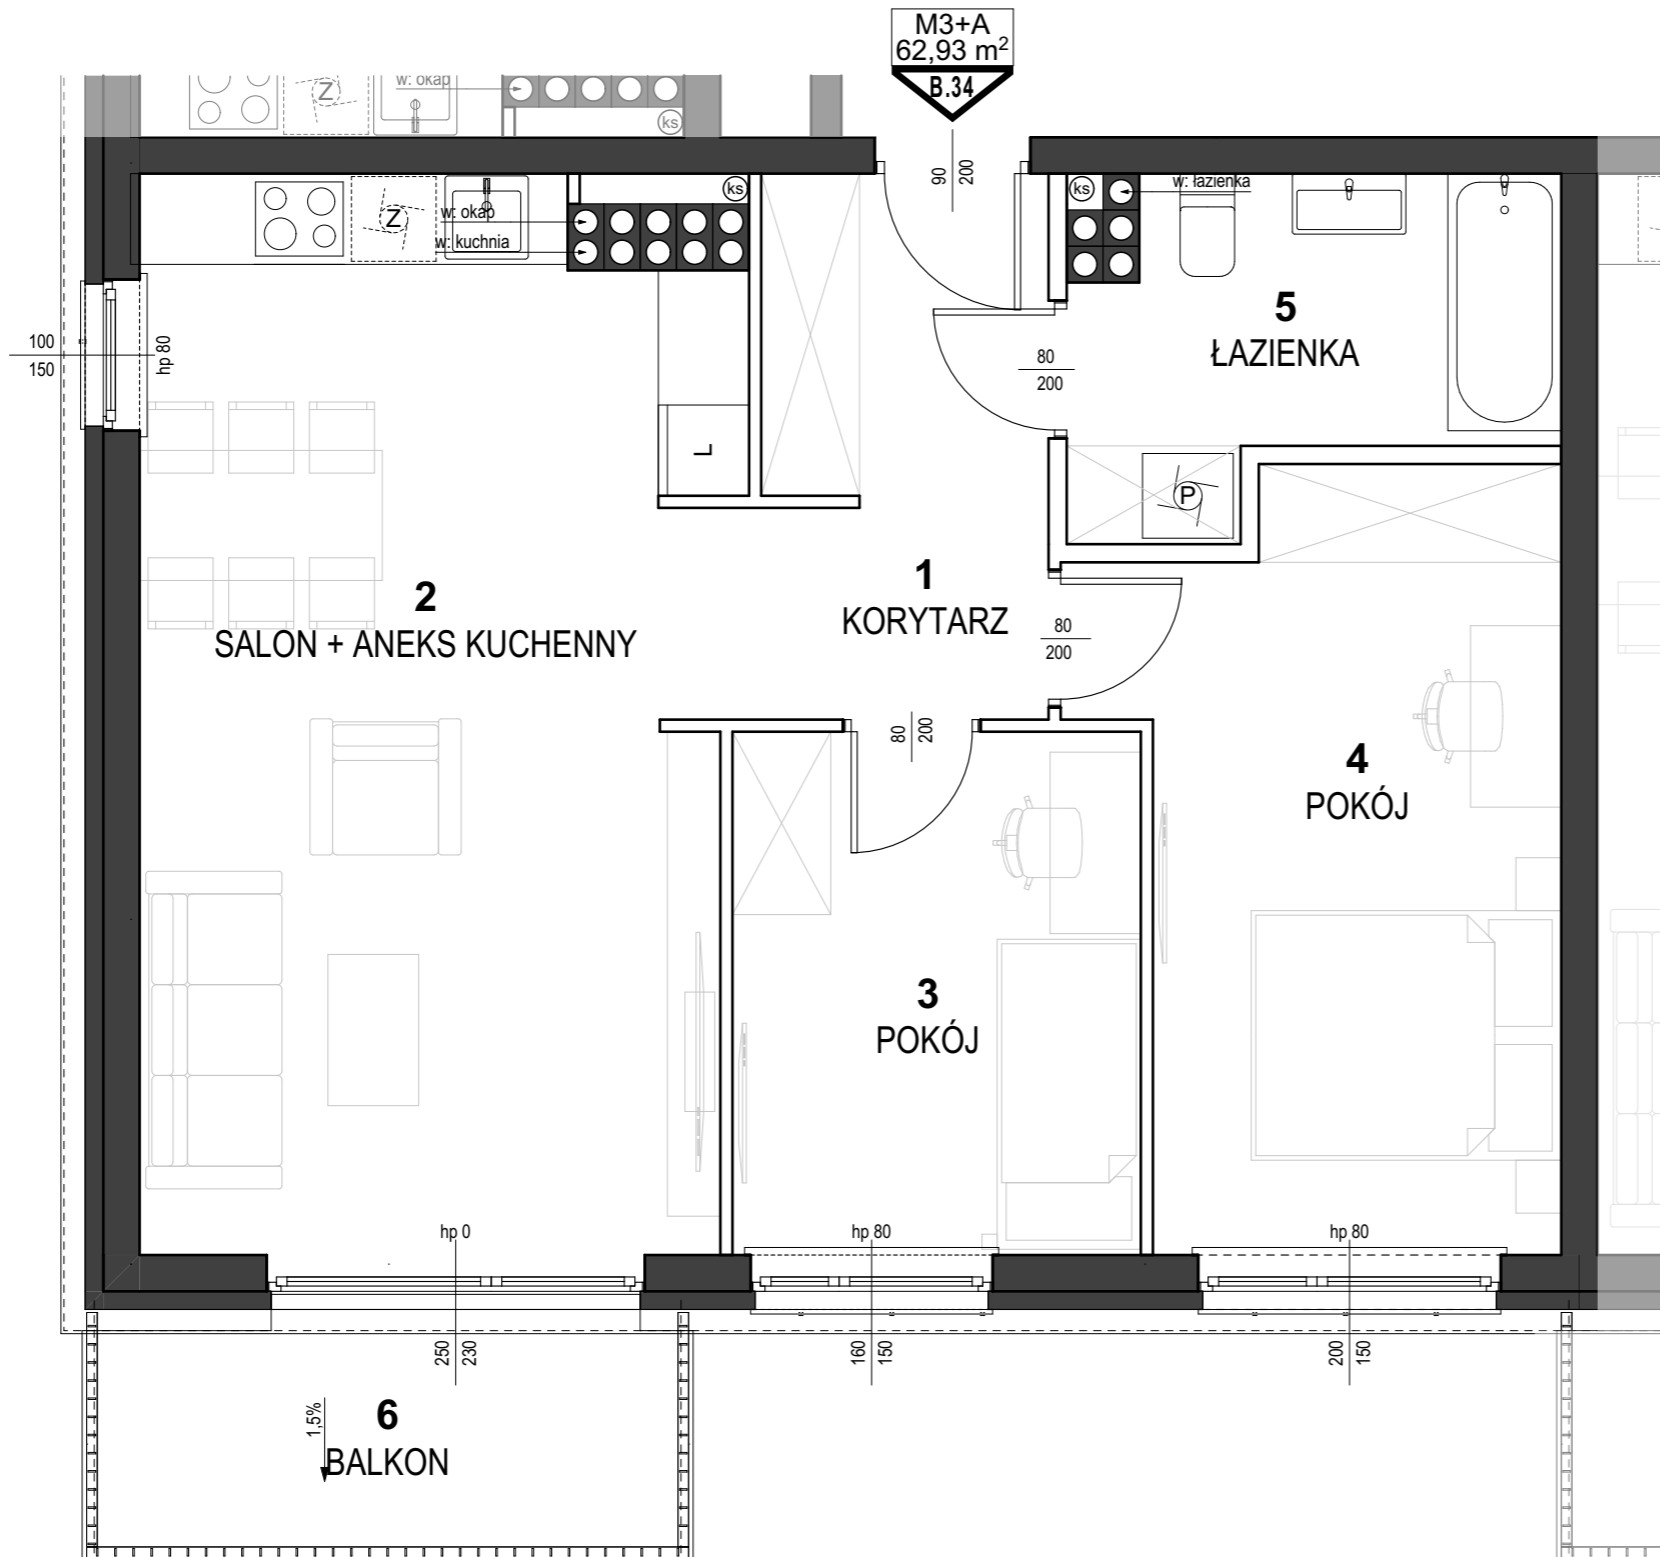 M3+A
62,93 m²
B.34
w: okap
Z
ks
90
200
ks
Z
w: okap
w: kuchnia
ks
w: łazienka
5
ŁAZIENKA
100
150
hp 80
80
200
L
P
2
SALON + ANEKS KUCHENNY
1
KORYTARZ
80
200
80
200
4
POKÓJ
3
POKÓJ
hp 0
hp 80
hp 80
250
230
160
150
200
150
1,5%
6
BALKON